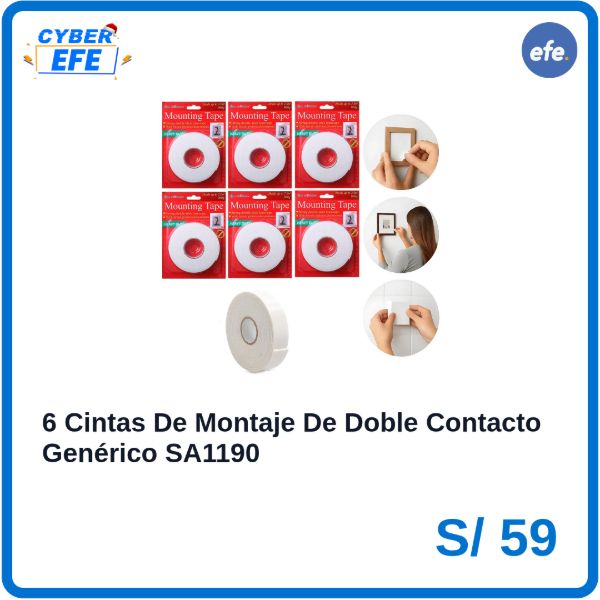 CYBER
EFE
efe.
Mounting Tape
Mounting Tape
Mounting Tape
Mounting Tape
Mounting Tape
Mounting Tape
6 Cintas De Montaje De Doble Contacto
Genérico SA1190
S/ 59